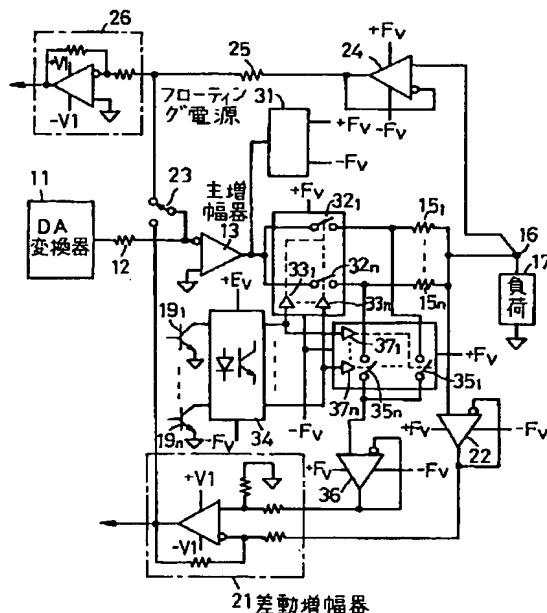 26
+V1
-V1
25
フローティン
グ電源
31
+Fv
-Fv
24
+Fv
-Fv
11
DA
変換器
12
23
主増
幅器
13
+Fv
32₁
32n
33₁
33n
15₁
15n
16
17
負荷
19₁
19n
+Ev
-Fv
34
-Fv
37₁
37n
35n
35₁
+Fv
+Fv
-Fv
22
+Fv
-Fv
36
+V1
-V1
21 差動増幅器